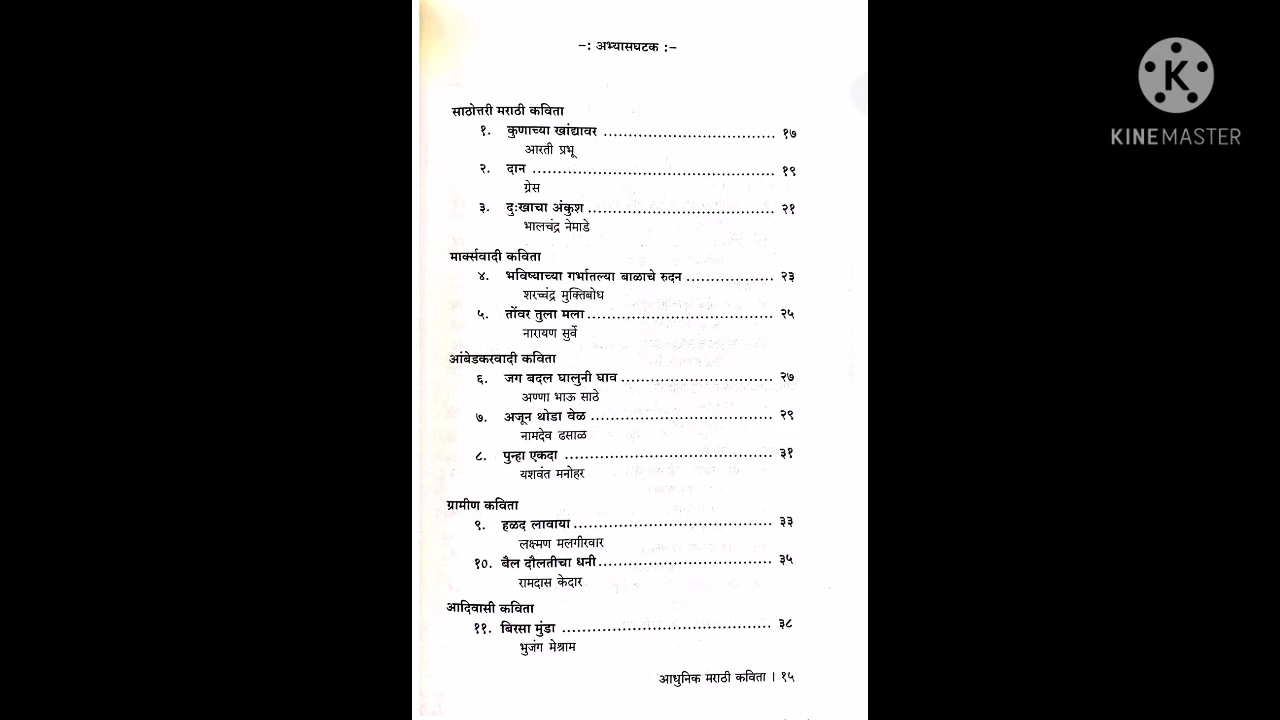 -: अभ्यासघटक :-
साठोत्तरी मराठी कविता
१. कुणाच्या खांद्यावर ................................. १७
आरती प्रभू
२. दान ..................................................... १९
ग्रेस
३. दुःखाचा अंकुश ..................................... २१
भालचंद्र नेमाडे
मार्क्सवादी कविता
४. भविष्याच्या गर्भातल्या बाळाचे रुदन ................. २३
शरच्चंद्र मुक्तिबोध
५. तोंवर तुला मला ..................................... २५
नारायण सुर्वे
आंबेडकरवादी कविता
६. जग बदल घालुनी घाव .............................. २७
अण्णा भाऊ साठे
७. अजून थोडा वेळ .................................... २९
नामदेव ढसाळ
८. पुन्हा एकदा ......................................... ३१
यशवंत मनोहर
ग्रामीण कविता
९. हळद लावाया ....................................... ३३
लक्ष्मण मलगीरवार
१०. बैल दौलतीचा धनी .................................. ३५
रामदास केदार
आदिवासी कविता
११. बिरसा मुंडा ......................................... ३८
भुजंग मेश्राम
आधुनिक मराठी कविता । १५
K
KINEMASTER